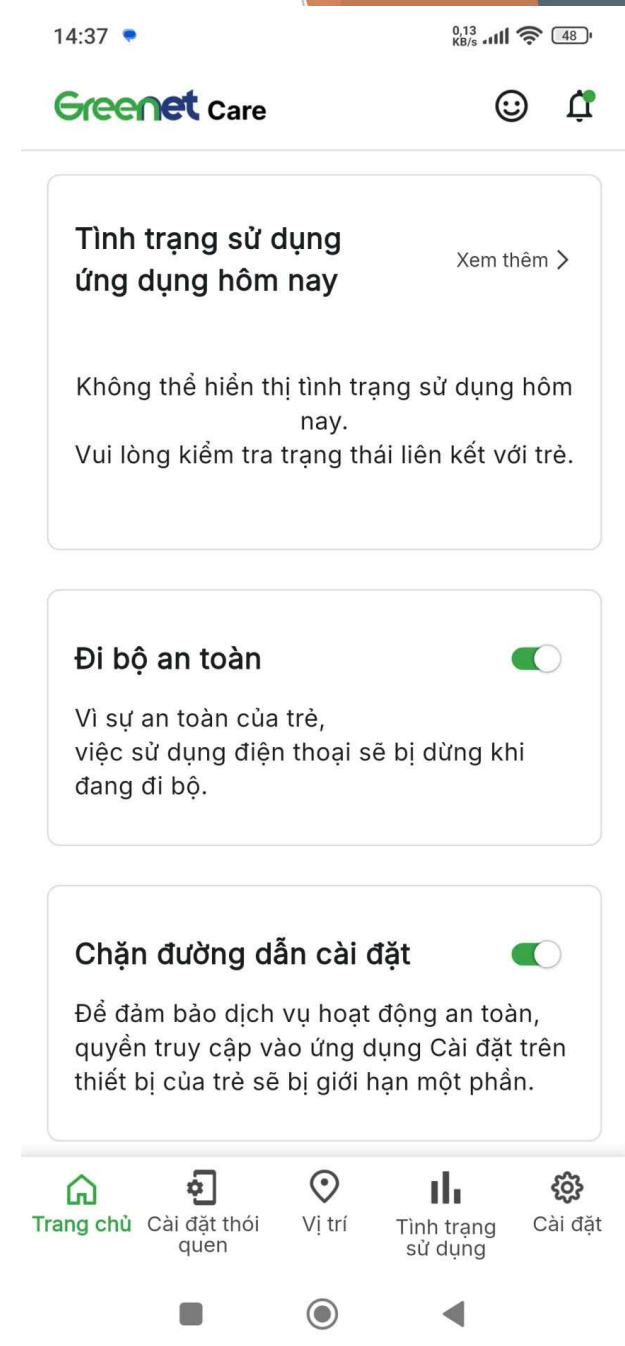 14:37
0,13
KB/s
48
Greenet Care
Tình trạng sử dụng
ứng dụng hôm nay
Xem thêm
Không thể hiển thị tình trạng sử dụng hôm
nay.
Vui lòng kiểm tra trạng thái liên kết với trẻ.
Đi bộ an toàn
Vì sự an toàn của trẻ,
việc sử dụng điện thoại sẽ bị dừng khi
đang đi bộ.
Chặn đường dẫn cài đặt
Để đảm bảo dịch vụ hoạt động an toàn,
quyền truy cập vào ứng dụng Cài đặt trên
thiết bị của trẻ sẽ bị giới hạn một phần.
Trang chủ
Cài đặt thói
quen
Vị trí
Tình trạng
sử dụng
Cài đặt